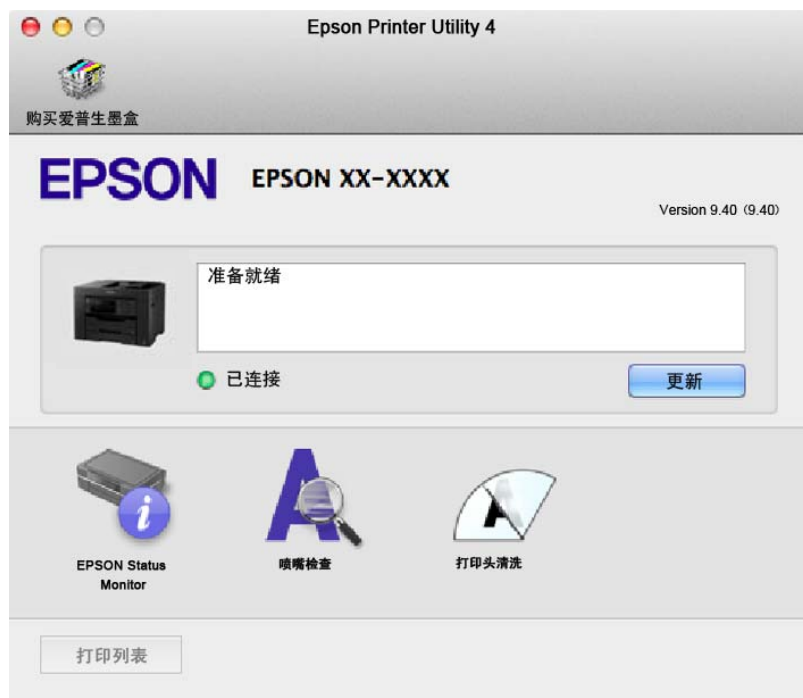 Epson Printer Utility 4
购买爱普生墨盒
EPSON
EPSON XX-XXXX
Version 9.40 (9.40)
准备就绪
已连接
更新
EPSON Status
Monitor
喷嘴检查
打印头清洗
打印列表